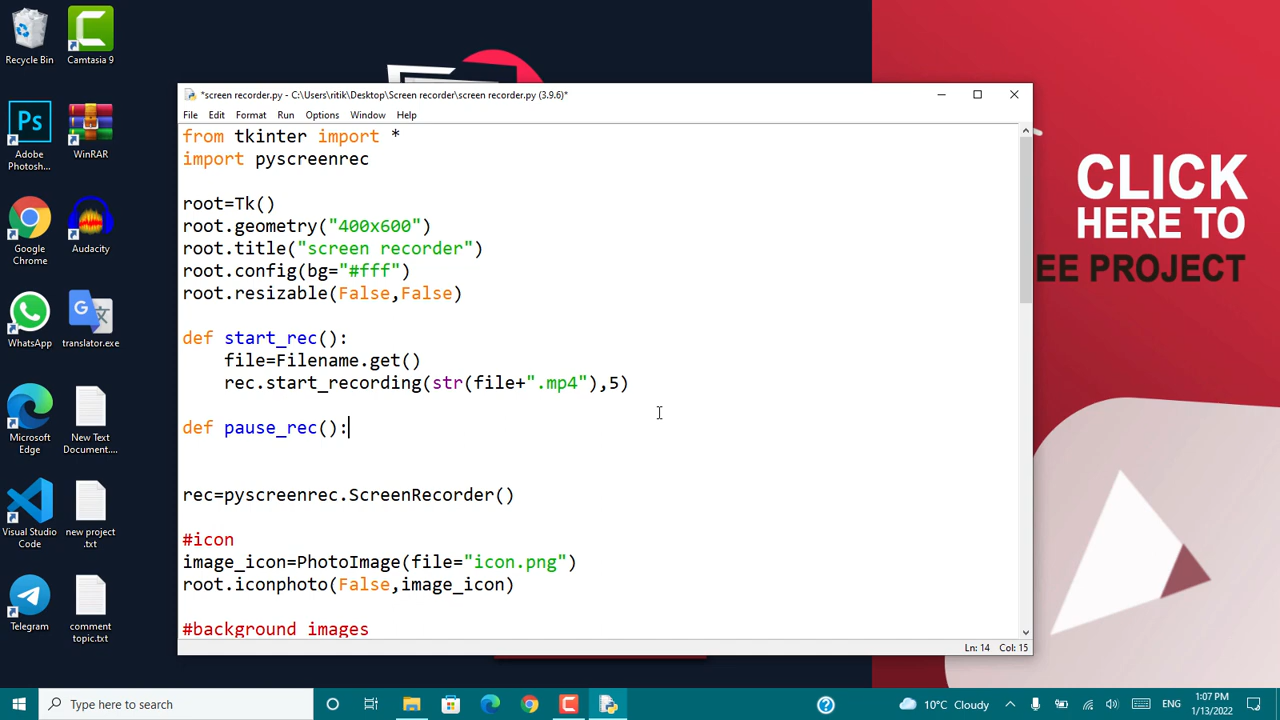 Recycle Bin
Camtasia 9
Adobe
Photosh...
WinRAR
Google
Chrome
Audacity
WhatsApp
translator.exe
Microsoft
Edge
New Text
Document....
Visual Studio
Code
new project
.txt
Telegram
comment
topic.txt
*screen recorder.py - C:\Users\ritik\Desktop\Screen recorder\screen recorder.py (3.9.6)*
File Edit Format Run Options Window Help
from tkinter import *
import pyscreenrec
root=Tk()
root.geometry("400x600")
root.title("screen recorder")
root.config(bg="#fff")
root.resizable(False,False)
def start_rec():
file=Filename.get()
rec.start_recording(str(file+".mp4"),5)
def pause_rec():
rec=pyscreenrec.ScreenRecorder()
#icon
image_icon=PhotoImage(file="icon.png")
root.iconphoto(False,image_icon)
#background images
Ln: 14 Col: 15
CLICK
HERE TO
EE PROJECT
Type here to search
10°C Cloudy
ENG
1:07 PM
1/13/2022